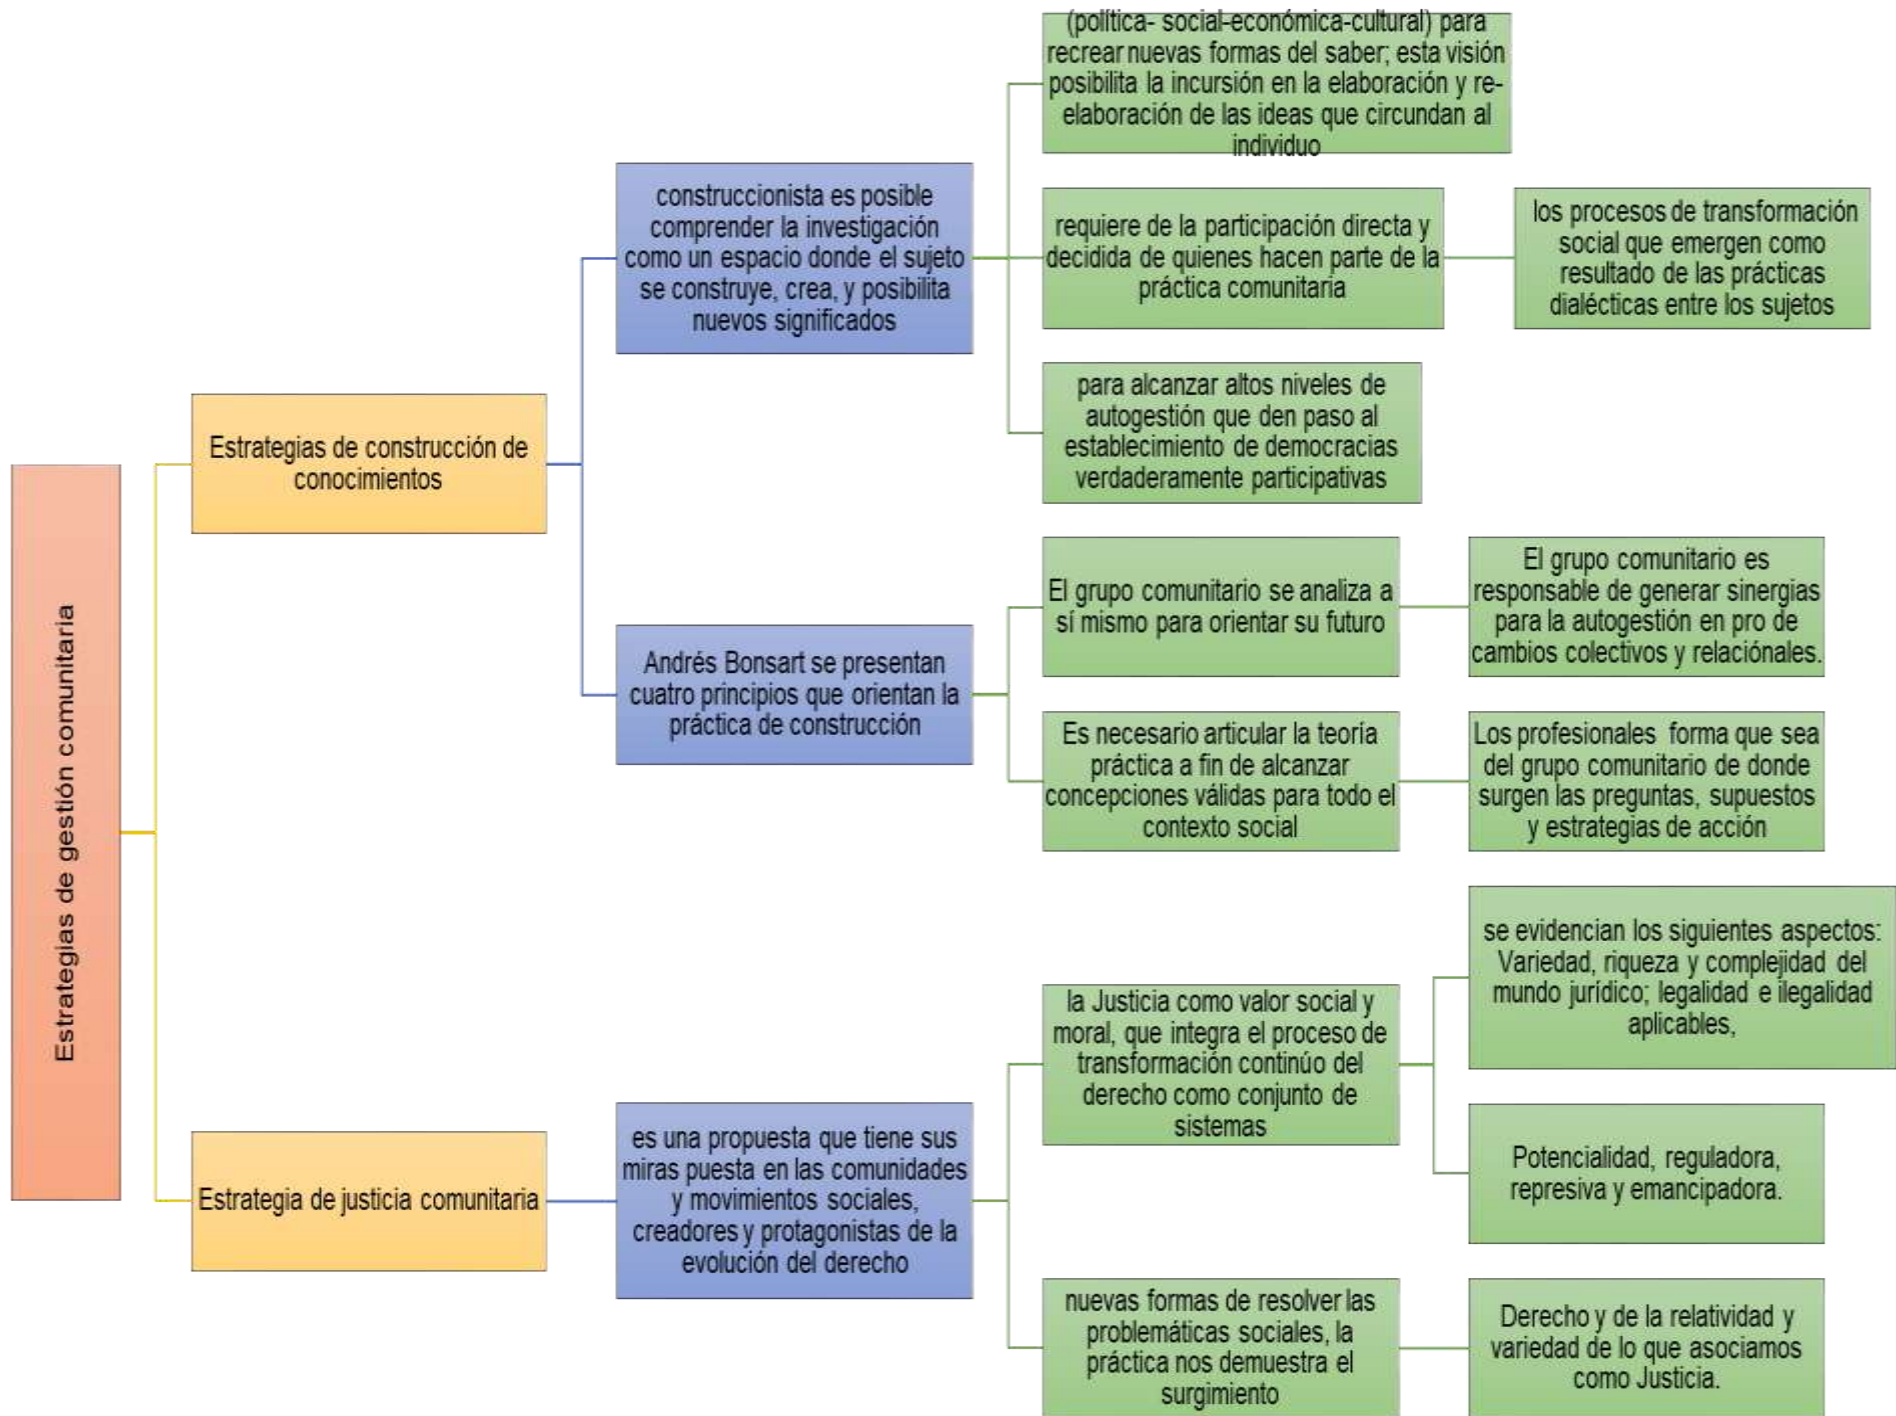 Estrategias de gestión comunitaria
Estrategias de construcción de
conocimientos
construccionista es posible
comprender la investigación
como un espacio donde el sujeto
se construye, crea, y posibilita
nuevos significados
(política- social-económica-cultural) para
recrear nuevas formas del saber; esta visión
posibilita la incursión en la elaboración y re-
elaboración de las ideas que circundan al
individuo
requiere de la participación directa y
decidida de quienes hacen parte de la
práctica comunitaria
los procesos de transformación
social que emergen como
resultado de las prácticas
dialécticas entre los sujetos
para alcanzar altos niveles de
autogestión que den paso al
establecimiento de democracias
verdaderamente participativas
Andrés Bonsart se presentan
cuatro principios que orientan la
práctica de construcción
El grupo comunitario se analiza a
sí mismo para orientar su futuro
El grupo comunitario es
responsable de generar sinergias
para la autogestión en pro de
cambios colectivos y relaciónales.
Es necesario articular la teoría
práctica a fin de alcanzar
concepciones válidas para todo el
contexto social
Los profesionales forma que sea
del grupo comunitario de donde
surgen las preguntas, supuestos
y estrategias de acción
Estrategia de justicia comunitaria
es una propuesta que tiene sus
miras puesta en las comunidades
y movimientos sociales,
creadores y protagonistas de la
evolución del derecho
la Justicia como valor social y
moral, que integra el proceso de
transformación continúo del
derecho como conjunto de
sistemas
se evidencian los siguientes aspectos:
Variedad, riqueza y complejidad del
mundo jurídico; legalidad e ilegalidad
aplicables,
Potencialidad, reguladora,
represiva y emancipadora.
nuevas formas de resolver las
problemáticas sociales, la
práctica nos demuestra el
surgimiento
Derecho y de la relatividad y
variedad de lo que asociamos
como Justicia.